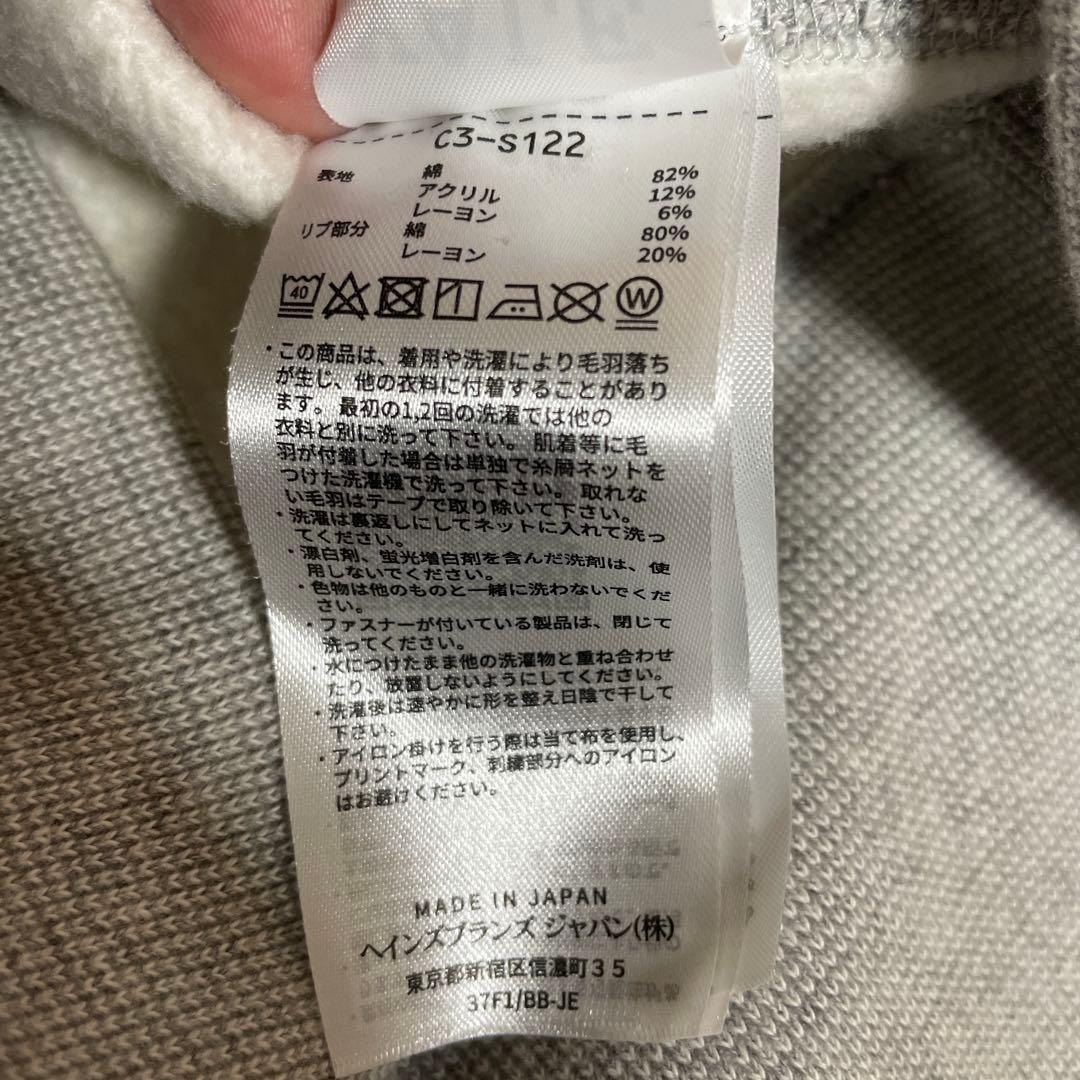 C3-S122
表地 綿 82%
アクリル 12%
レーヨン 6%
リブ部分 綿 80%
レーヨン 20%
40 W
・この商品は、着用や洗濯により毛羽落ち
が生じ、他の衣料に付着することがあり
ます。最初の1,2回の洗濯では他の
衣料と別に洗って下さい。肌着等に毛
羽が付着した場合は単独で糸屑ネットを
つけた洗濯機で洗って下さい。取れな
い毛羽はテープで取り除いて下さい。
・洗濯は裏返しにしてネットに入れて洗っ
てください。
・漂白剤、蛍光増白剤を含んだ洗剤は、使
用しないでください。
・色物は他のものと一緒に洗わないでくだ
さい。
・ファスナーが付いている製品は、閉じて
洗ってください。
・水につけたまま他の洗濯物と重ね合わせ
たり、放置しないようにしてください。
・洗濯後は速やかに形を整え日陰で干して
下さい。
・アイロン掛けを行う際は当て布を使用し、
プリントマーク、刺繍部分へのアイロン
はお避けください。
MADE IN JAPAN
ヘインズブランズ ジャパン(株)
東京都新宿区信濃町35
37F1/BB-JE